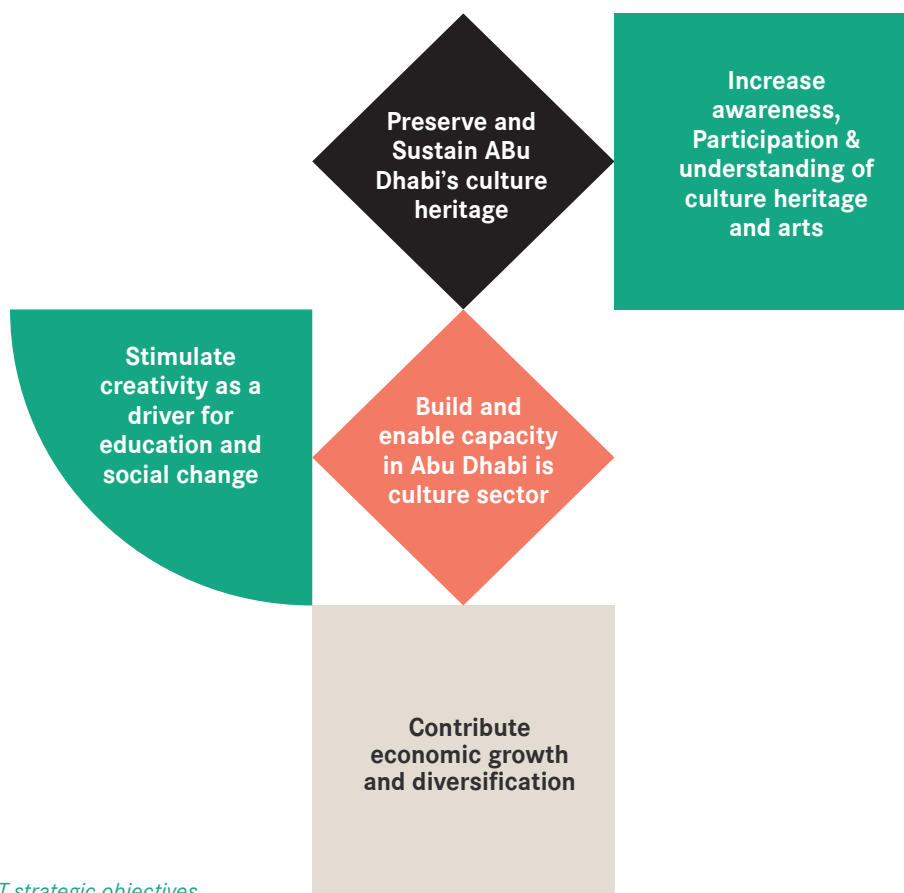 Preserve and
Sustain ABu
Dhabi's culture
heritage
Increase
awareness,
Participation &
understanding of
culture heritage
and arts
Stimulate
creativity as a
driver for
education and
social change
Build and
enable capacity
in Abu Dhabi is
culture sector
Contribute
economic growth
and diversification
T strategic objectives